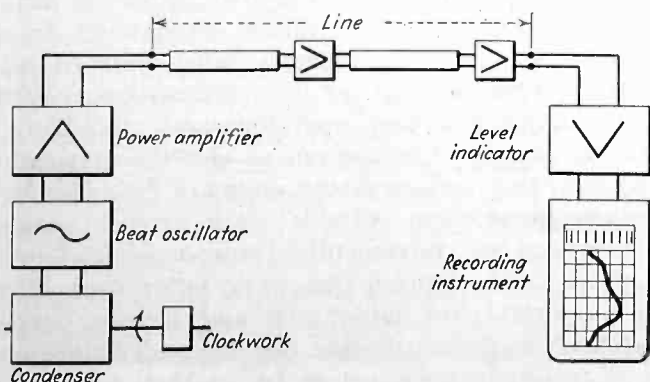 Line
Power amplifier
Level
indicator
Beat oscillator
Recording
instrument
Clockwork
Condenser